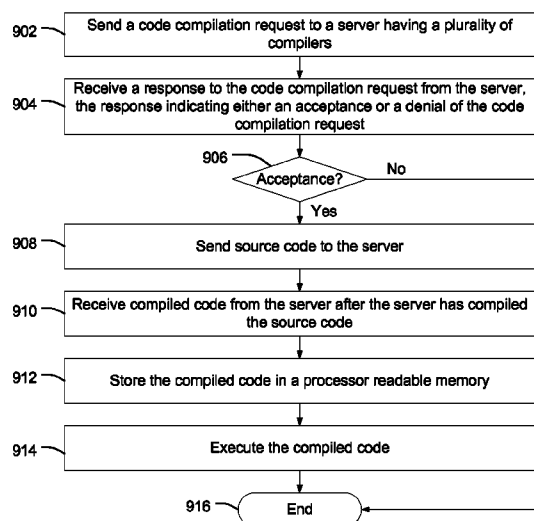 902
Send a code compilation request to a server having a plurality of
compilers
904
Receive a response to the code compilation request from the server,
the response indicating either an acceptance or a denial of the code
compilation request
906
Acceptance?
No
Yes
908
Send source code to the server
910
Receive compiled code from the server after the server has compiled
the source code
912
Store the compiled code in a processor readable memory
914
Execute the compiled code
916
End